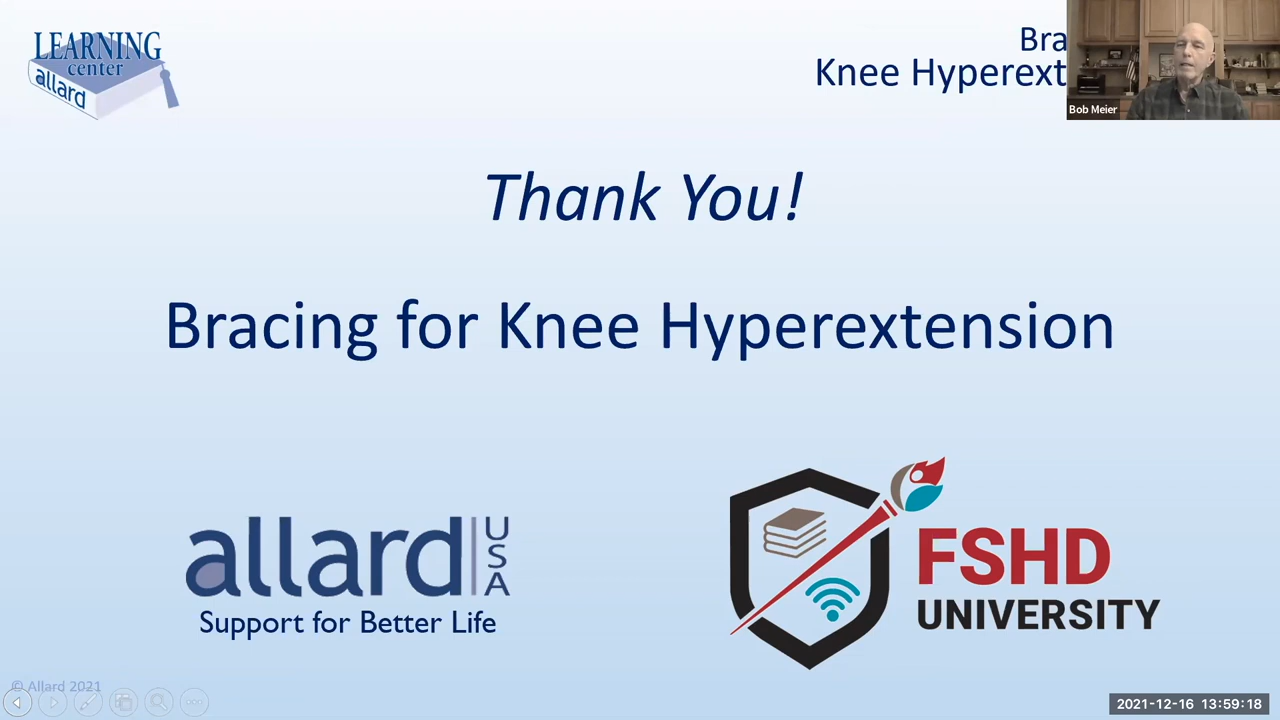 LEARNING
center
allard
Bra
Knee Hyperext
Bob Meier
Thank You!
Bracing for Knee Hyperextension
allard USA
Support for Better Life
FSHD
UNIVERSITY
© Allard 2021
2021-12-16 13:59:18